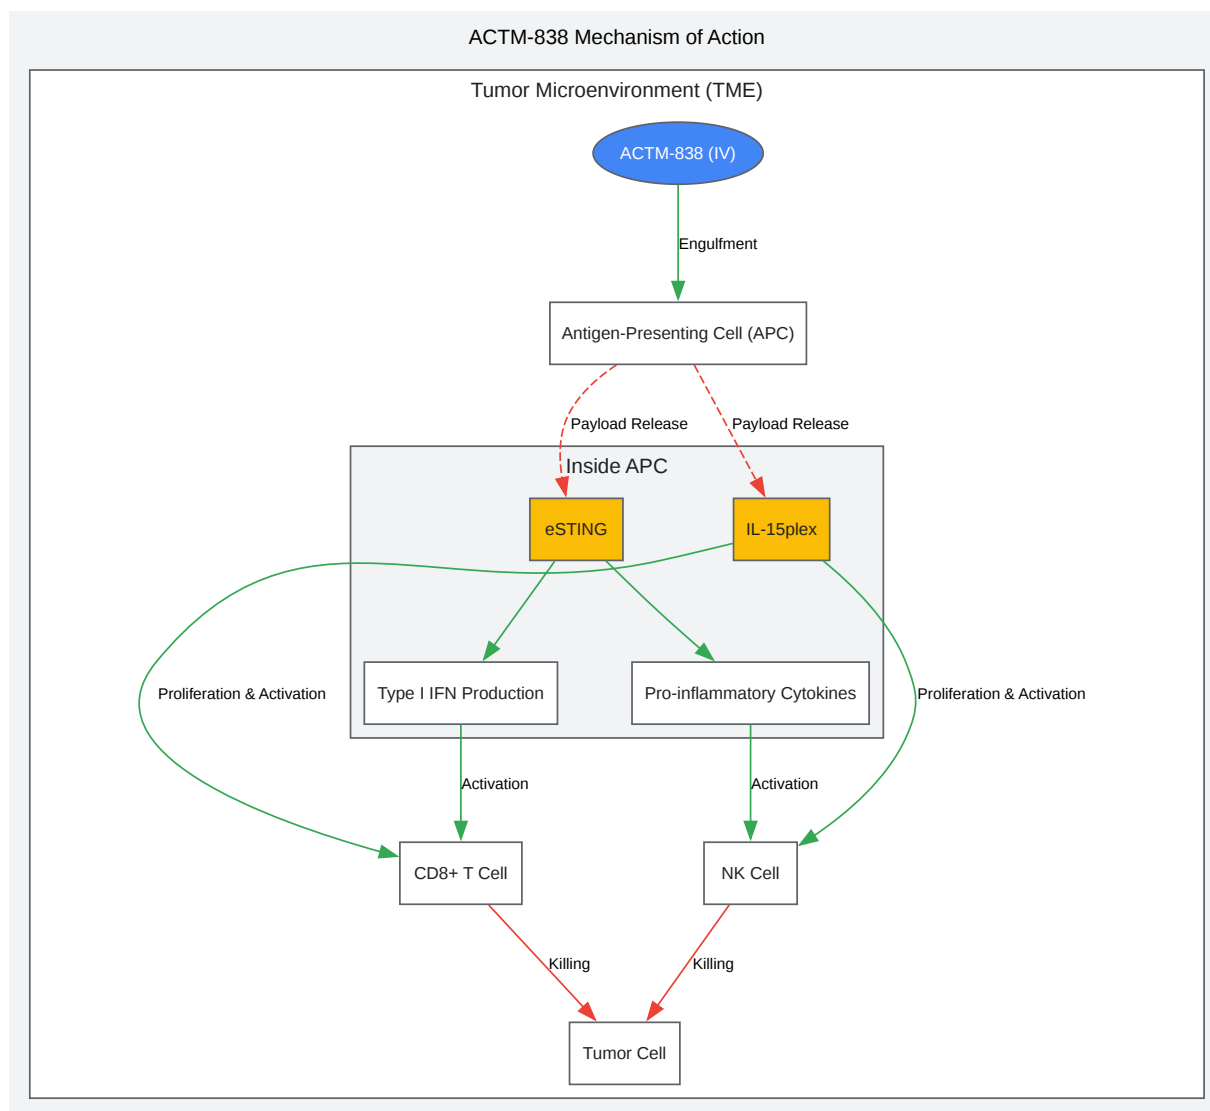 ACTM-838 Mechanism of Action
Tumor Microenvironment (TME)
ACTM-838 (IV)
Engulfment
Antigen-Presenting Cell (APC)
Payload Release
Payload Release
Inside APC
eSTING
IL-15plex
Proliferation & Activation
Type I IFN Production
Pro-inflammatory Cytokines
Proliferation & Activation
Activation
Activation
CD8+ T Cell
NK Cell
Killing
Killing
Tumor Cell